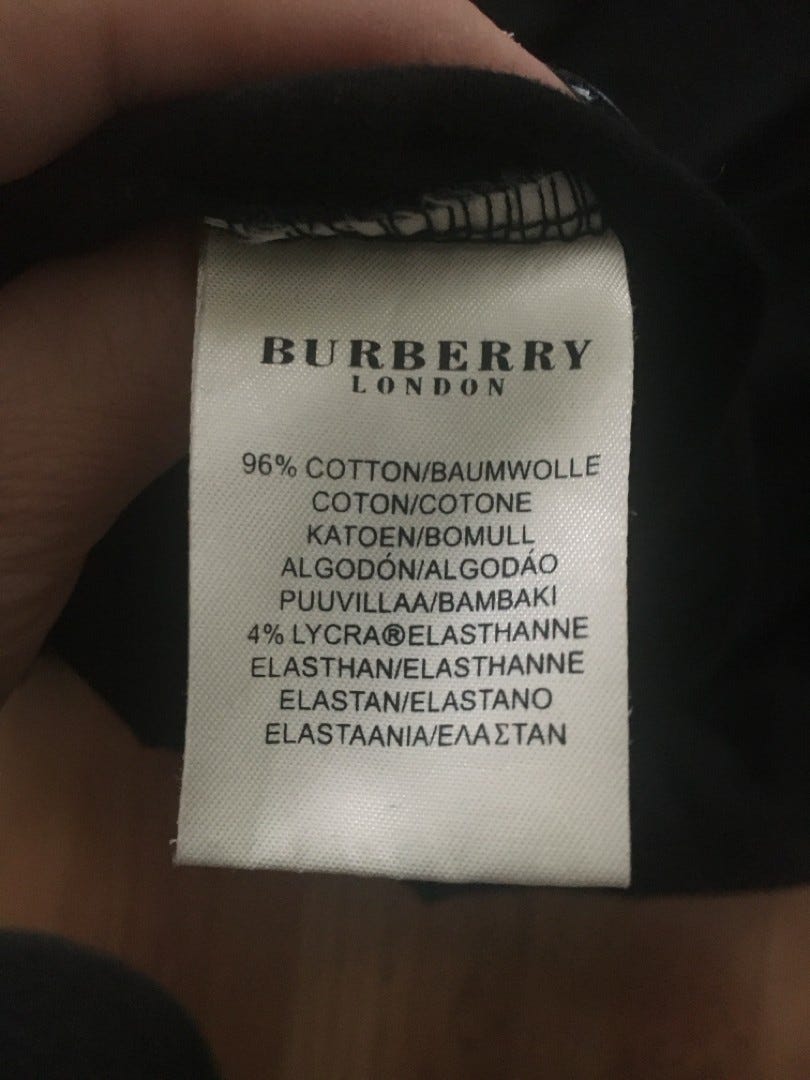 BURBERRY
LONDON
96% COTTON/BAUMWOLLE
COTON/COTONE
KATOEN/BOMULL
ALGODÓN/ALGODÁO
PUUVILLAA/BAMBAKI
4% LYCRA®ELASTHANNE
ELASTHAN/ELASTHANNE
ELASTAN/ELASTANO
ELASTAANIA/ΕΛΑΣΤΑΝ